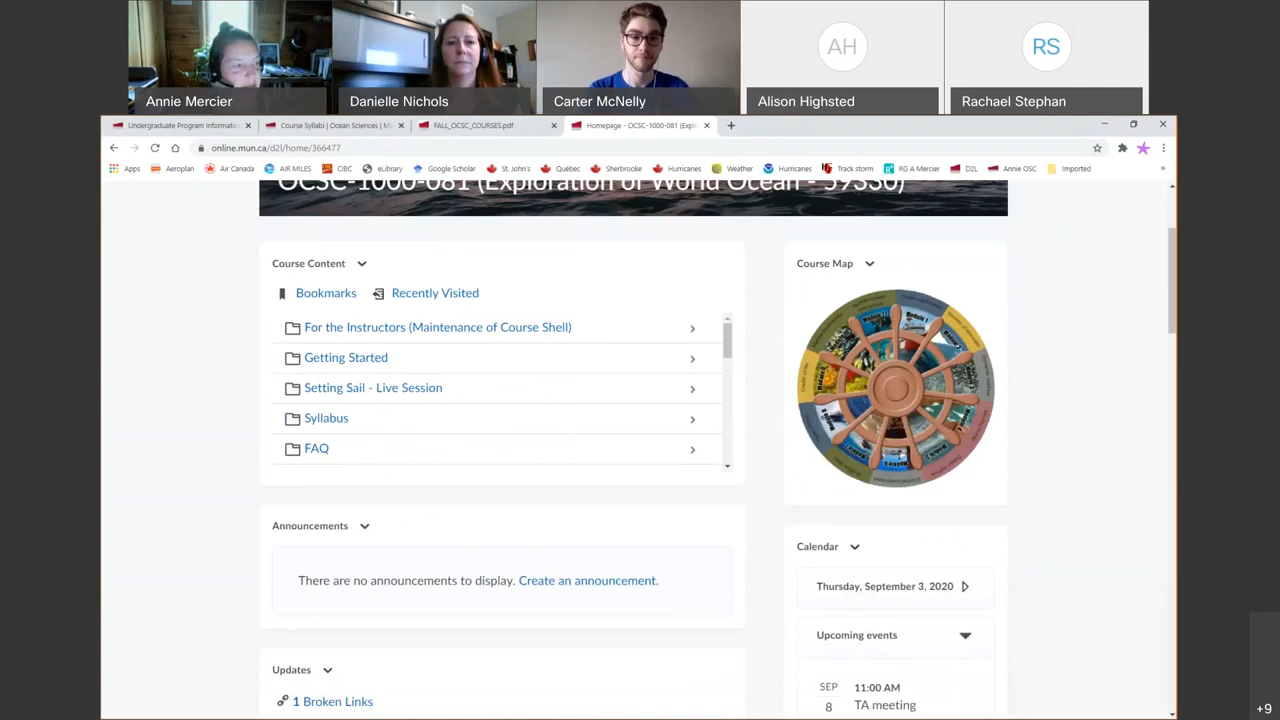 AH
RS
Annie Mercier
Danielle Nichols
Carter McNelly
Alison Highsted
Rachael Stephan
Undergraduate Program Informatio
Course Syllabi | Ocean Sciences | M
FALL_OCSC_COURSES.pdf
Homepage - OCSC-1000-081 (Expl
online.mun.ca/d2l/home/366477
Apps
Aeroplan
Air Canada
AIR MILES
CIBC
eLibrary
Google Scholar
St. John's
Québec
Sherbrooke
Hurricanes
Weather
Hurricanes
Track storm
RG A Mercier
D2L
Annie OSC
Imported
OCSC-1000-081 (Exploration of World Ocean - 59330)
Course Content
Bookmarks
Recently Visited
For the Instructors (Maintenance of Course Shell)
Getting Started
Setting Sail - Live Session
Syllabus
FAQ
Course Map
Module 1
Announcements
There are no announcements to display. Create an announcement.
Calendar
Thursday, September 3, 2020
Upcoming events
SEP
8
11:00 AM
TA meeting
Updates
1 Broken Links
+9